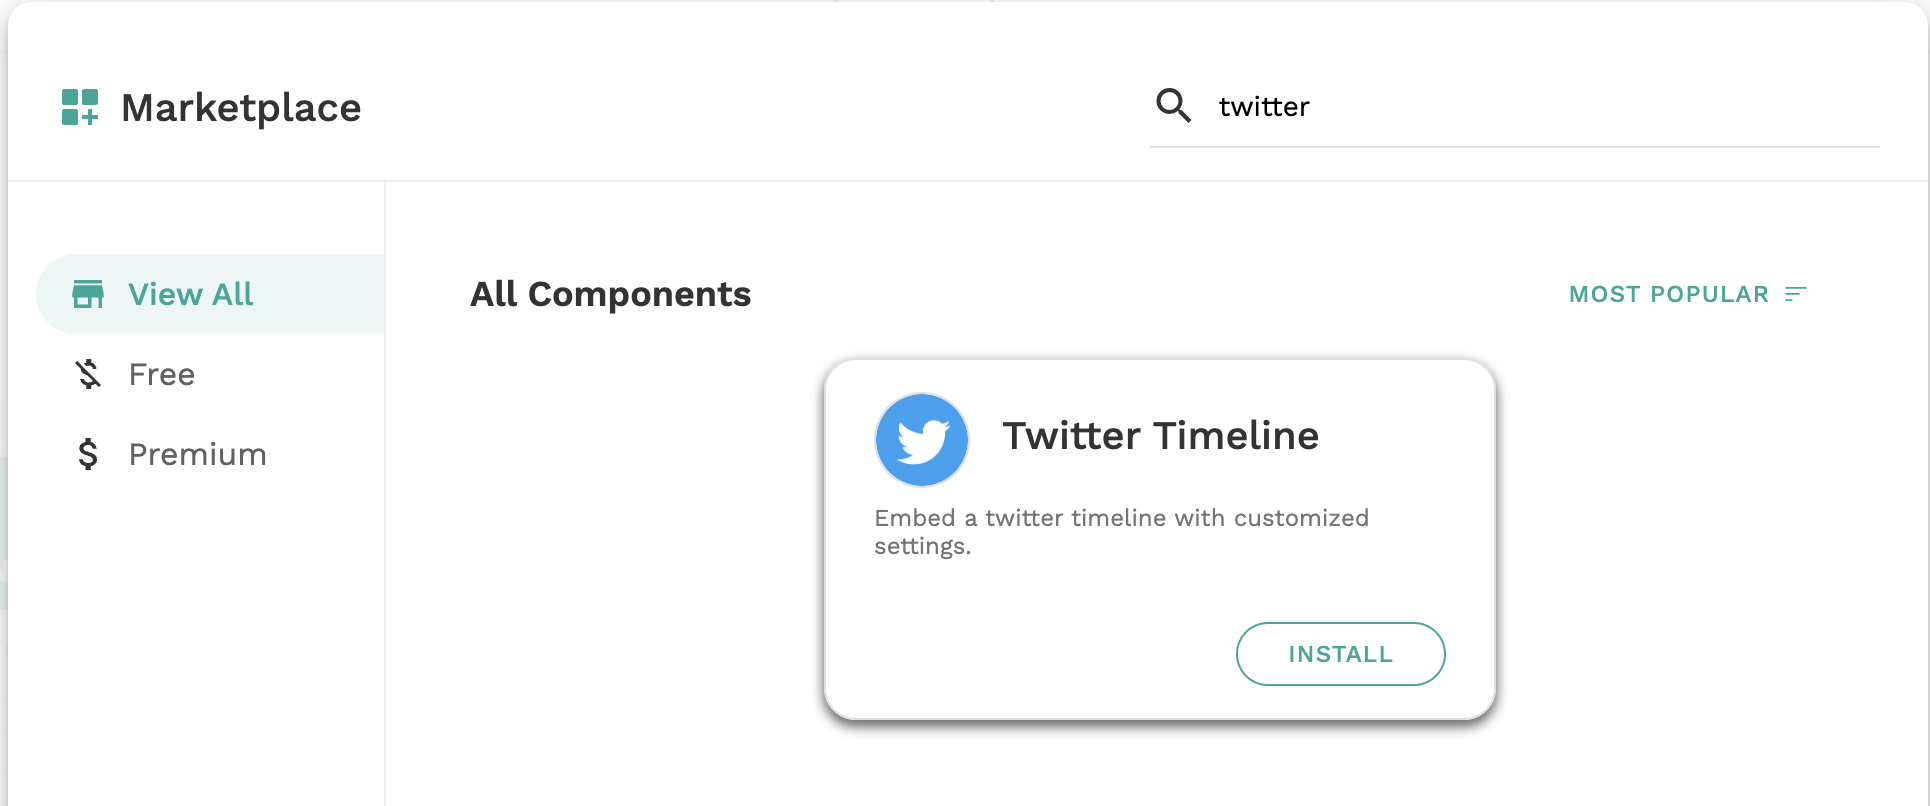 Marketplace
twitter
View All
Free
Premium
All Components
MOST POPULAR
Twitter Timeline
Embed a twitter timeline with customized
settings.
INSTALL